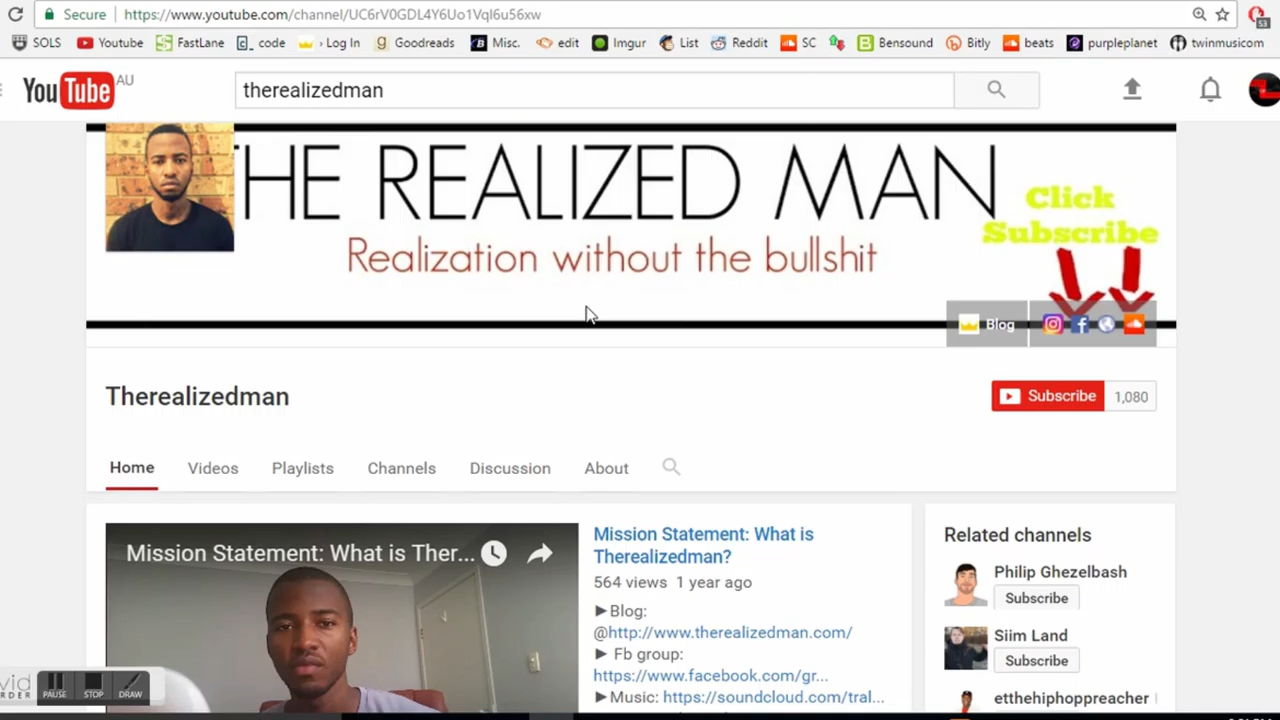 Secure https://www.youtube.com/channel/UC6rV0GDL4Y6Uo1Vql6u56xw
53
SOLS Youtube FastLane code › Log In Goodreads Misc. edit Imgur List Reddit SC Bensound Bitly beats purpleplanet twinmusicom
YouTube AU
therealizedman
THE REALIZED MAN
Realization without the bullshit
Click
Subscribe
Blog
Therealizedman
Subscribe 1,080
Home Videos Playlists Channels Discussion About
Mission Statement: What is Ther...
Mission Statement: What is
Therealizedman?
564 views 1 year ago
►Blog:
@http://www.therealizedman.com/
► Fb group:
https://www.facebook.com/gr...
►Music: https://soundcloud.com/tral...
Related channels
Philip Ghezelbash
Subscribe
Siim Land
Subscribe
etthehiphoppreacher
PAUSE STOP DRAW